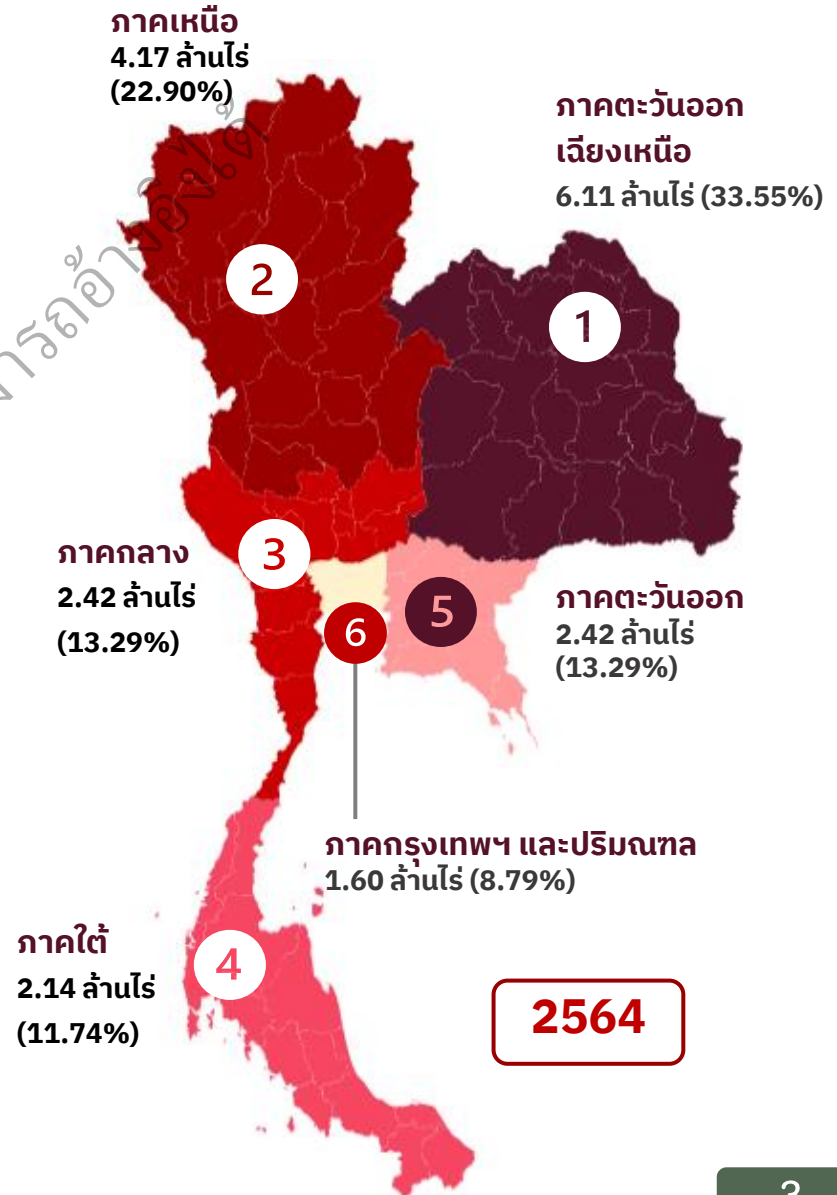 ภาคเหนือ
4.17 ล้านไร่
(22.90%)
ภาคตะวันออก
เฉียงเหนือ
6.11 ล้านไร่ (33.55%)
2
1
ภาคกลาง
2.42 ล้านไร่
(13.29%)
3
5
6
ภาคตะวันออก
2.42 ล้านไร่
(13.29%)
ภาคกรุงเทพฯ และปริมณฑล
1.60 ล้านไร่ (8.79%)
ภาคใต้
2.14 ล้านไร่
(11.74%)
4
2564